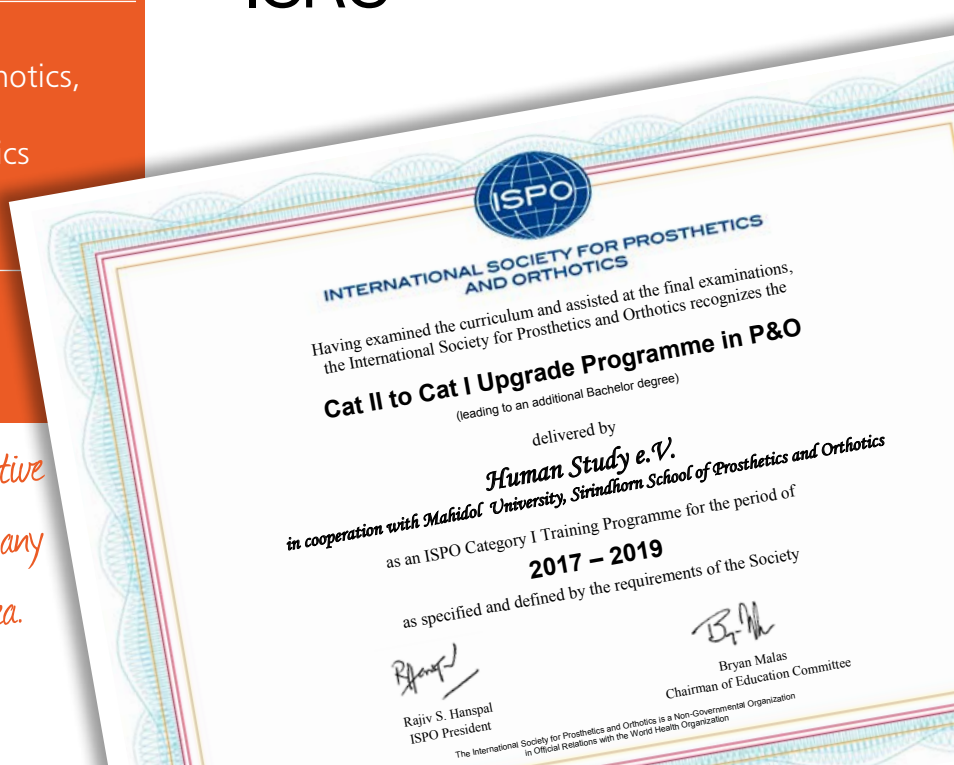 notics,
ics
tive
any
ea.
ISPO
INTERNATIONAL SOCIETY FOR PROSTHETICS
AND ORTHOTICS
Having examined the curriculum and assisted at the final examinations,
the International Society for Prosthetics and Orthotics recognizes the
Cat II to Cat I Upgrade Programme in P&O
(leading to an additional Bachelor degree)
delivered by
Human Study e.V.
in cooperation with Mahidol University, Sirindhorn School of Prosthetics and Orthotics
as an ISPO Category I Training Programme for the period of
2017 – 2019
as specified and defined by the requirements of the Society
Rajiv S. Hanspal
ISPO President
Bryan Malas
Chairman of Education Committee
The International Society for Prosthetics and Orthotics is a Non-Governmental Organization
in Official Relations with the World Health Organization